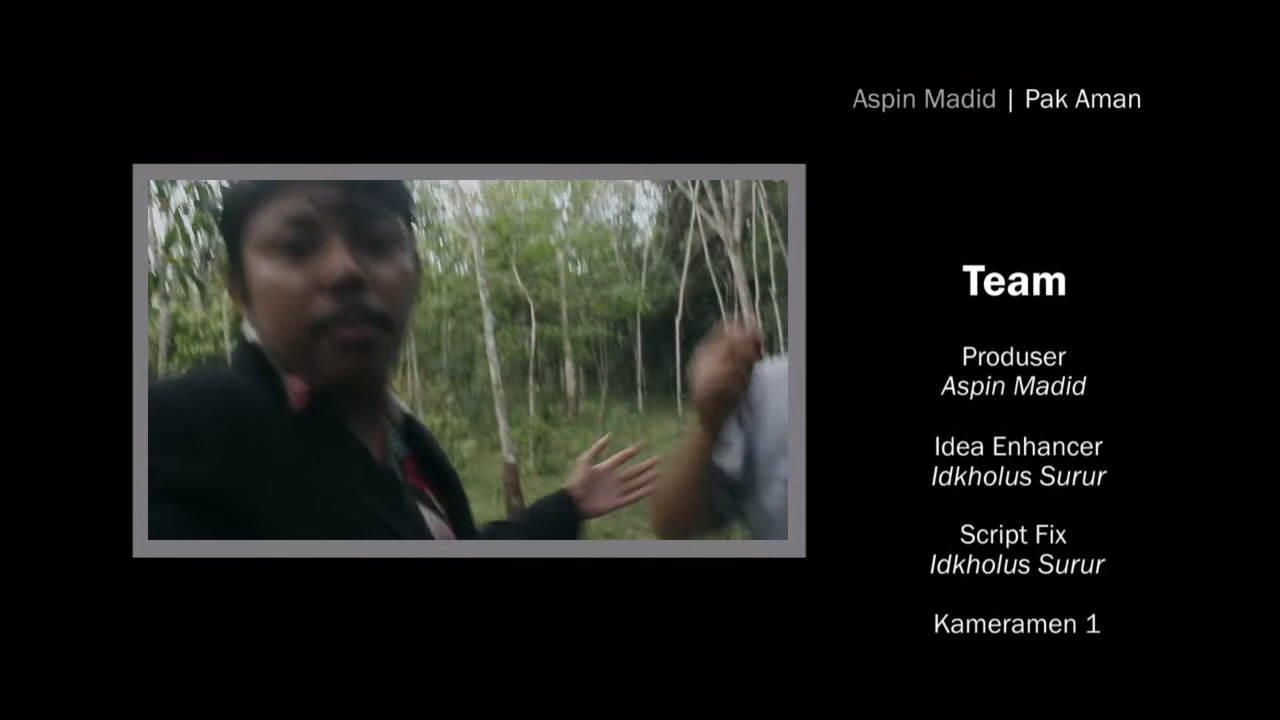 Aspin Madid | Pak Aman
Team
Produser
Aspin Madid
Idea Enhancer
Idkholus Surur
Script Fix
Idkholus Surur
Kameramen 1